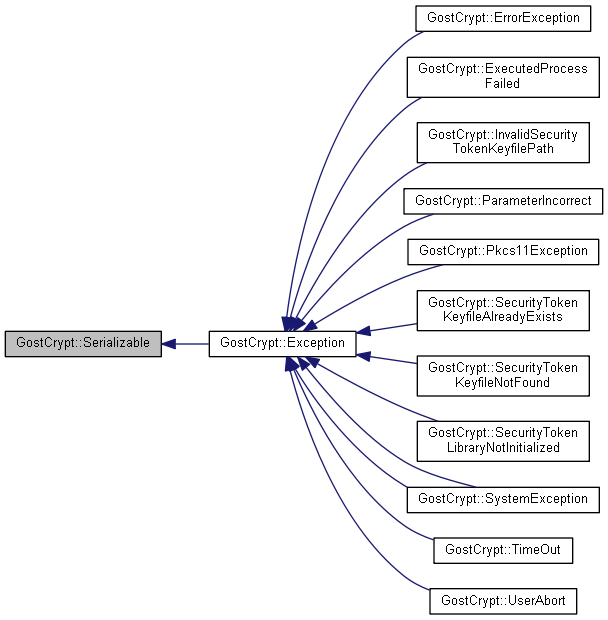 GostCrypt::ErrorException
GostCrypt::ExecutedProcess
Failed
GostCrypt::InvalidSecurity
TokenKeyfilePath
GostCrypt::ParameterIncorrect
GostCrypt::Pkcs11Exception
GostCrypt::SecurityToken
KeyfileAlreadyExists
GostCrypt::Serializable
GostCrypt::Exception
GostCrypt::SecurityToken
KeyfileNotFound
GostCrypt::SecurityToken
LibraryNotInitialized
GostCrypt::SystemException
GostCrypt::TimeOut
GostCrypt::UserAbort